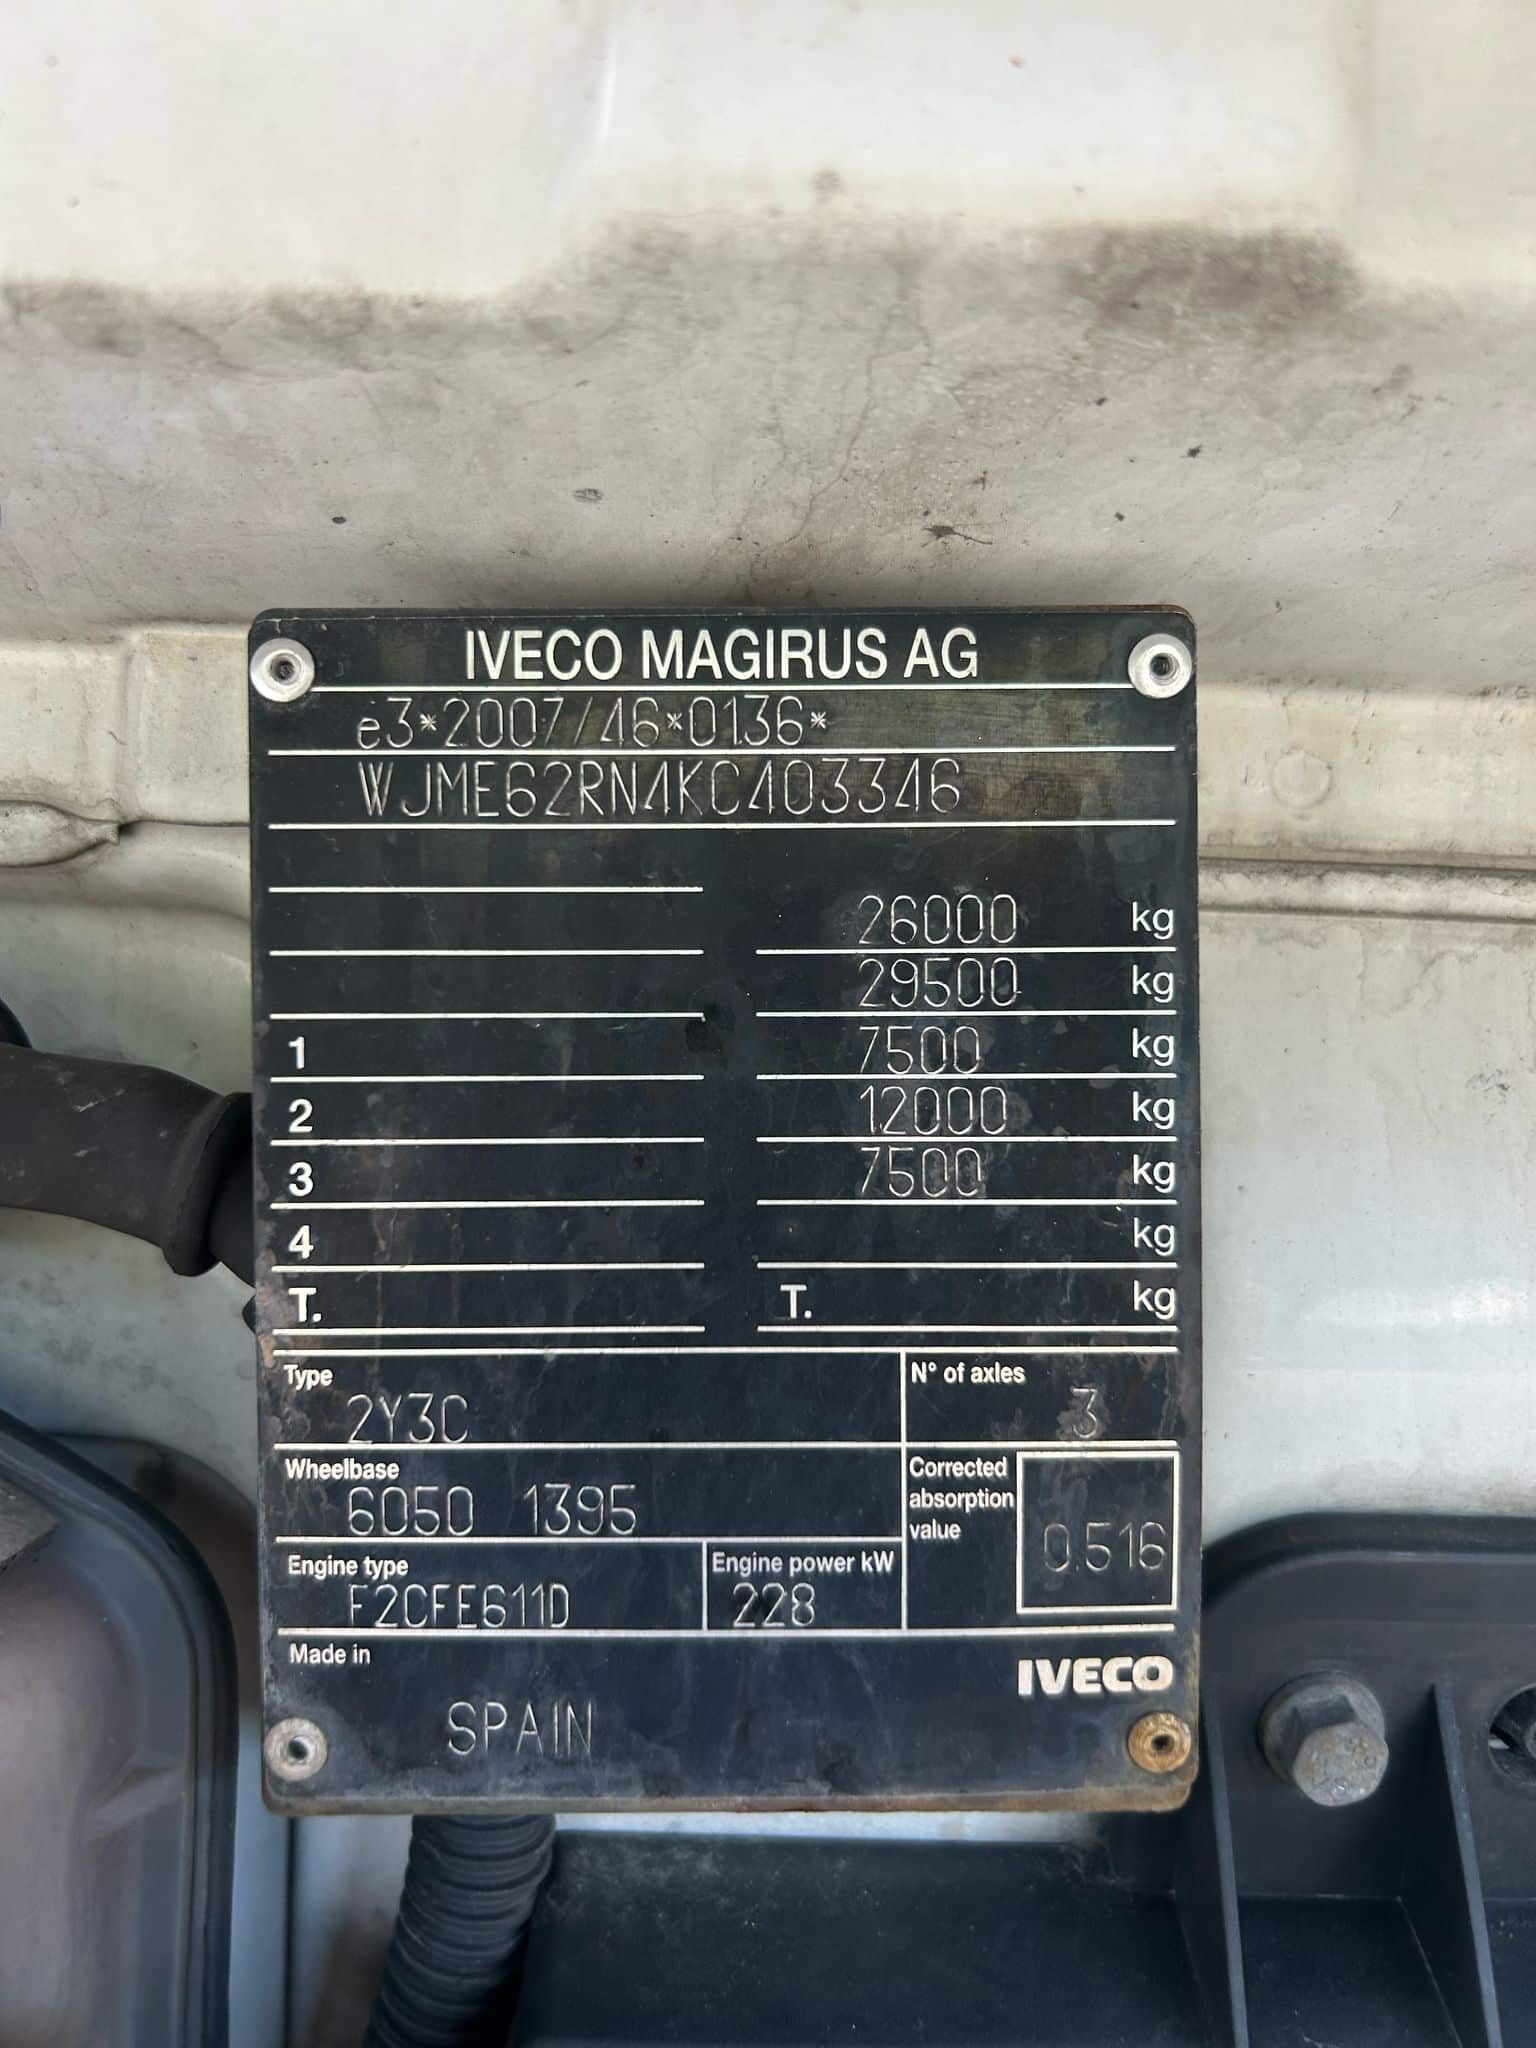 IVECO MAGIRUS AG
e3*2007/46*0136*
WJME62RN4KC403346
26000 kg
29500 kg
1 7500 kg
2 12000 kg
3 7500 kg
4 kg
T. T. kg
Type N° of axles
2Y3C 3
Wheelbase Corrected absorption value
6050 1395 0.516
Engine type Engine power kW
F2CFE611D 228
Made in IVECO
SPAIN